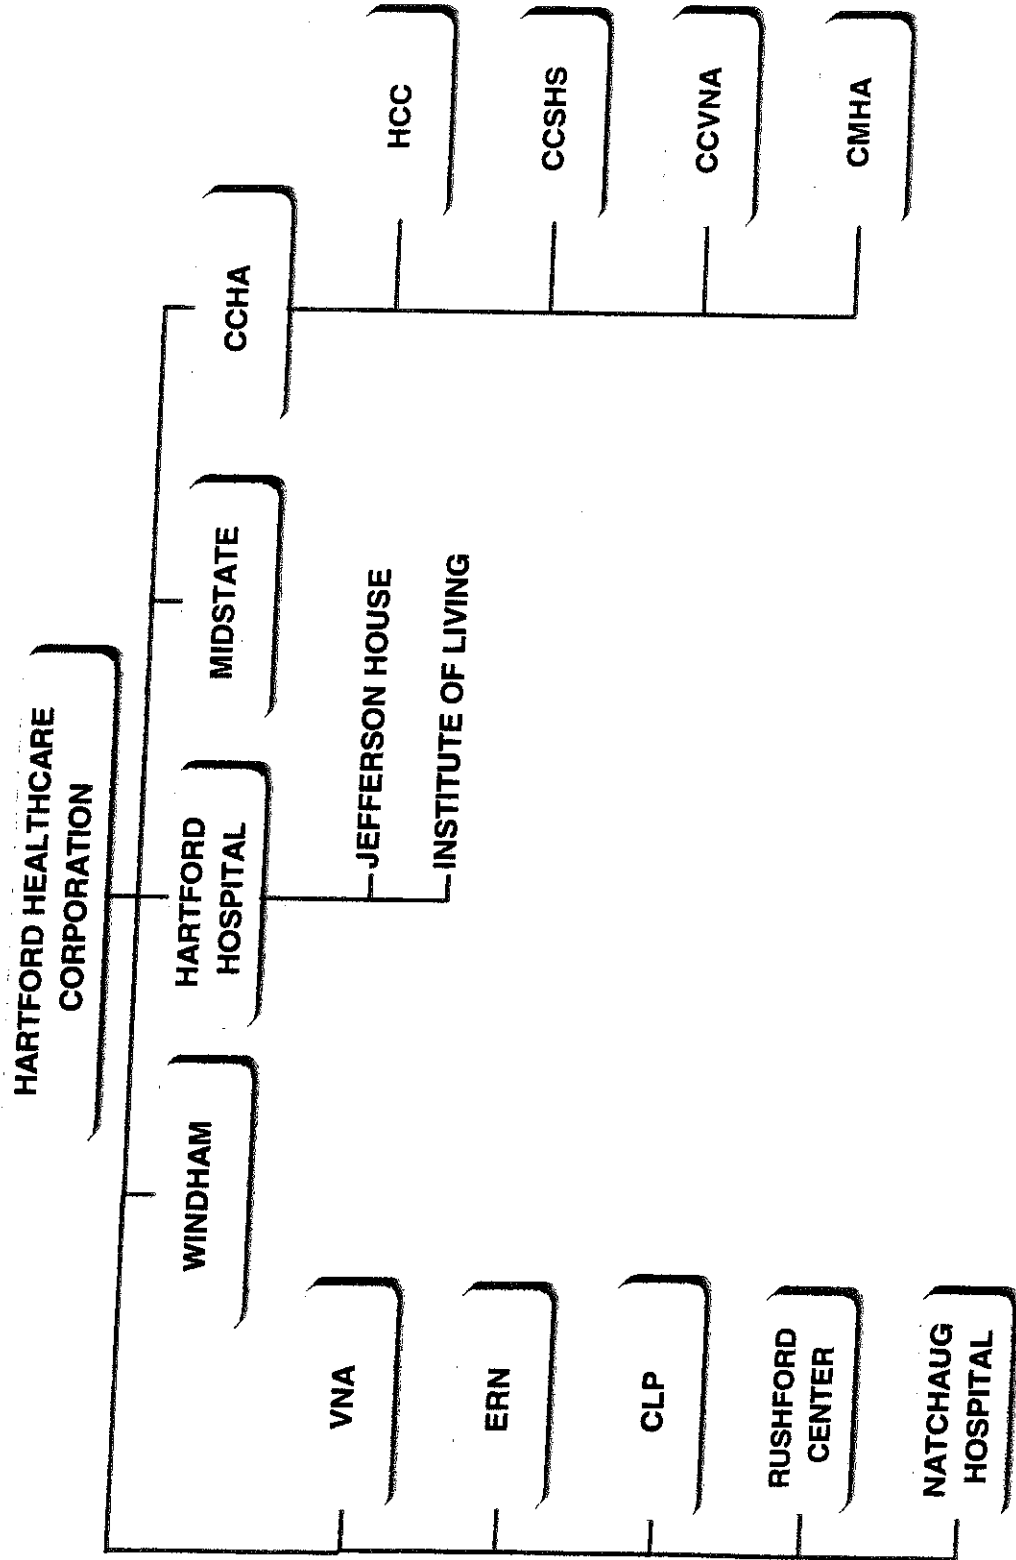 HARTFORD HEALTHCARE
CORPORATION
WINDHAM
HARTFORD
HOSPITAL
MIDSTATE
CCHA
VNA
ERN
CLP
RUSHFORD
CENTER
NATCHAUG
HOSPITAL
JEFFERSON HOUSE
INSTITUTE OF LIVING
HCC
CCSHS
CCVNA
CMHA